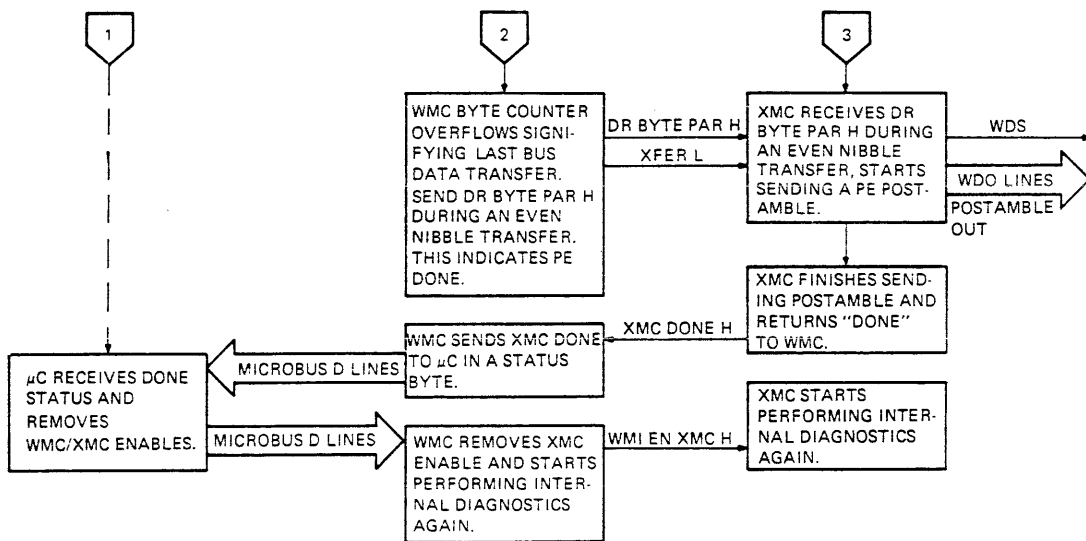 1
2
3
WMC BYTE COUNTER
OVERFLOWS SIGNI-
FYING LAST BUS
DATA TRANSFER.
SEND DR BYTE PAR H
DURING AN EVEN
NIBBLE TRANSFER.
THIS INDICATES PE
DONE.
DR BYTE PAR H
XFER L
XMC RECEIVES DR
BYTE PAR H DURING
AN EVEN NIBBLE
TRANSFER, STARTS
SENDING A PE POST-
AMBLE.
WDS
WDO LINES
POSTAMBLE
OUT
XMC FINISHES SEND-
ING POSTAMBLE AND
RETURNS "DONE"
TO WMC.
XMC DONE H
WMC SENDS XMC DONE
TO μC IN A STATUS
BYTE.
MICROBUS D LINES
μC RECEIVES DONE
STATUS AND
REMOVES
WMC/XMC ENABLES.
MICROBUS D LINES
WMC REMOVES XMC
ENABLE AND STARTS
PERFORMING INTER-
NAL DIAGNOSTICS
AGAIN.
WMI EN XMC H
XMC STARTS
PERFORMING INTER-
NAL DIAGNOSTICS
AGAIN.